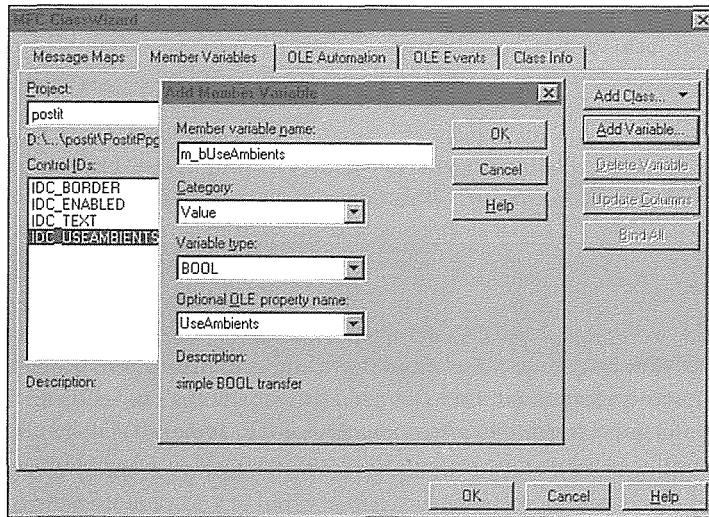 MFC ClassWizard
Message Maps Member Variables OLE Automation OLE Events Class Info
Project:
postit
D:\...\postit\PostitPpg
Control IDs:
IDC_BORDER
IDC_ENABLED
IDC_TEXT
IDC_USEAMBIENTS
Description:
Add Member Variable
Member variable name:
m_bUseAmbients
Category:
Value
Variable type:
BOOL
Optional OLE property name:
UseAmbients
Description:
simple BOOL transfer
OK
Cancel
Help
Add Class...
Add Variable...
Delete Variable
Update Columns
Bind All
OK Cancel Help